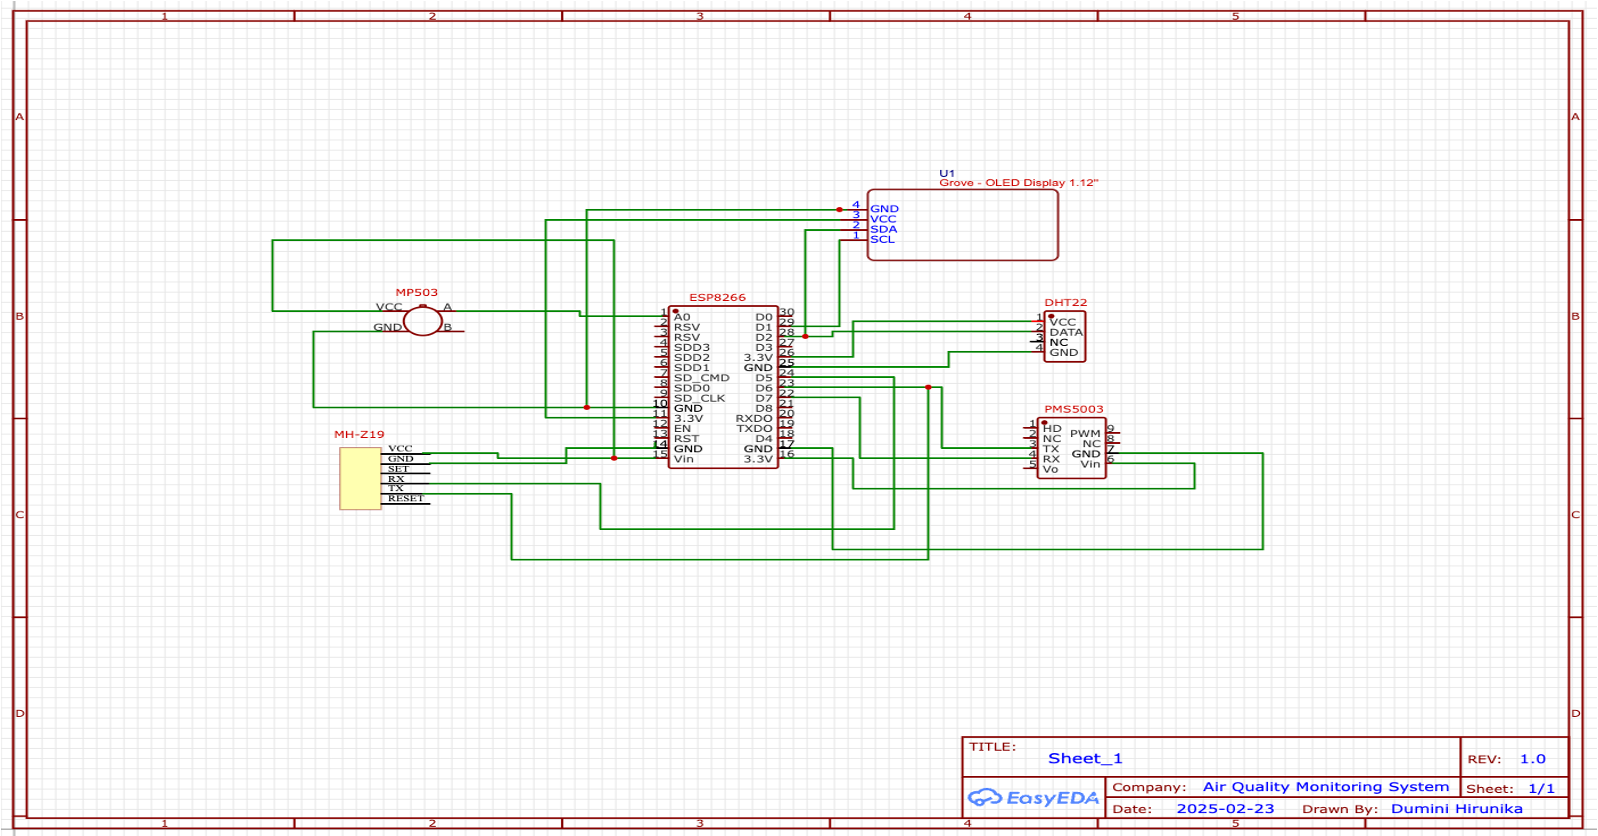 1 2 3 4 5
A A
B B
C C
D D
U1
Grove - OLED Display 1.12"
4 GND
3 VCC
2 SDA
1 SCL
MP503
VCC A
GND B
ESP8266
1 A0 D0 30
2 RSV D1 29
3 RSV D2 28
4 SDD3 D3 27
5 SDD2 3.3V 26
6 SDD1 GND 25
7 SD_CMD D5 24
8 SDD0 D6 23
9 SD_CLK D7 22
10 GND D8 21
11 3.3V RXD0 20
12 EN TXD0 19
13 RST D4 18
14 GND GND 17
15 Vin 3.3V 16
DHT22
1 VCC
2 DATA
3 NC
4 GND
PMS5003
1 HD PWM 9
2 NC NC 8
3 TX GND 7
4 RX Vin 6
5 Vo
MH-Z19
VCC
GND
SET
RX
TX
RESET
TITLE:
Sheet_1
REV: 1.0
EasyEDA
Company: Air Quality Monitoring System
Sheet: 1/1
Date: 2025-02-23
Drawn By: Dumini Hirunika
1 2 3 4 5